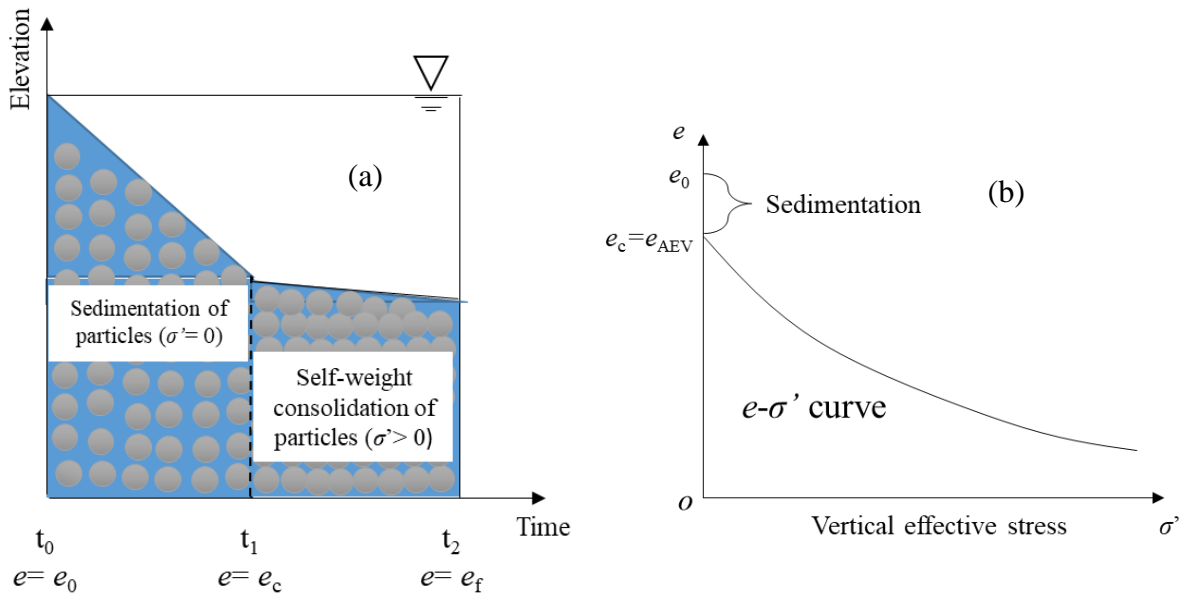 Elevation
(a)
Sedimentation of
particles (σ'= 0)
Self-weight
consolidation of
particles (σ'> 0)
Time
t0
t1
t2
e= e0
e= ec
e= ef
e
e0
Sedimentation
(b)
ec=eAEV
e-σ' curve
o
Vertical effective stress
σ'